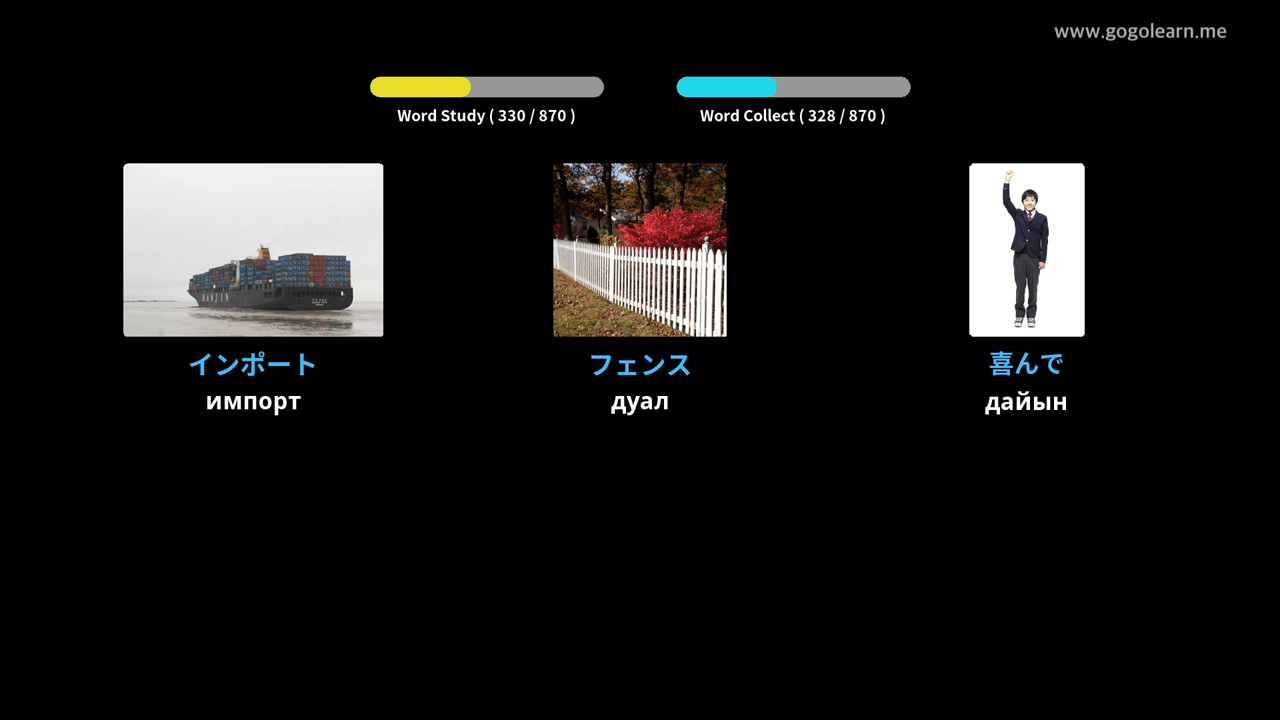 www.gogolearn.me
Word Study ( 330 / 870 )
Word Collect ( 328 / 870 )
インポート
импорт
フェンス
дуал
喜んで
дайын